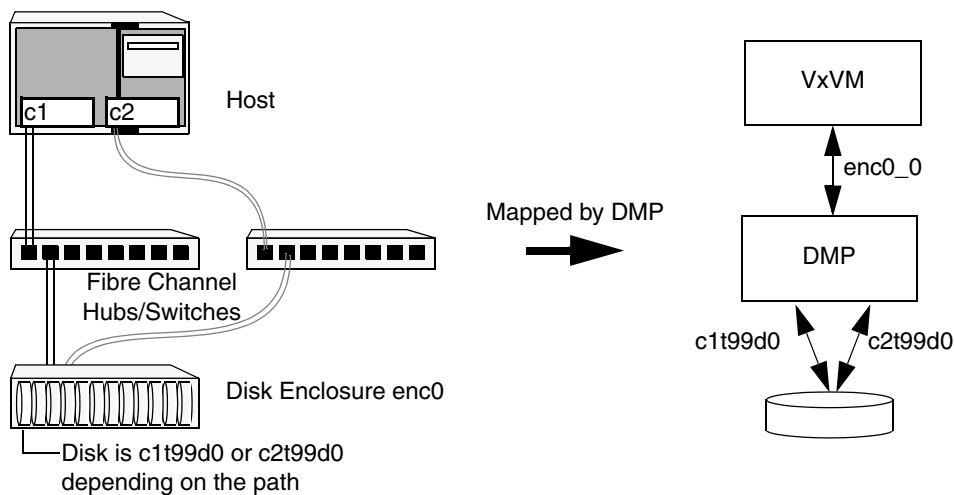 c1
c2
Host
Fibre Channel
Hubs/Switches
Disk Enclosure enc0
Disk is c1t99d0 or c2t99d0
depending on the path
Mapped by DMP
VxVM
enc0_0
DMP
c1t99d0
c2t99d0